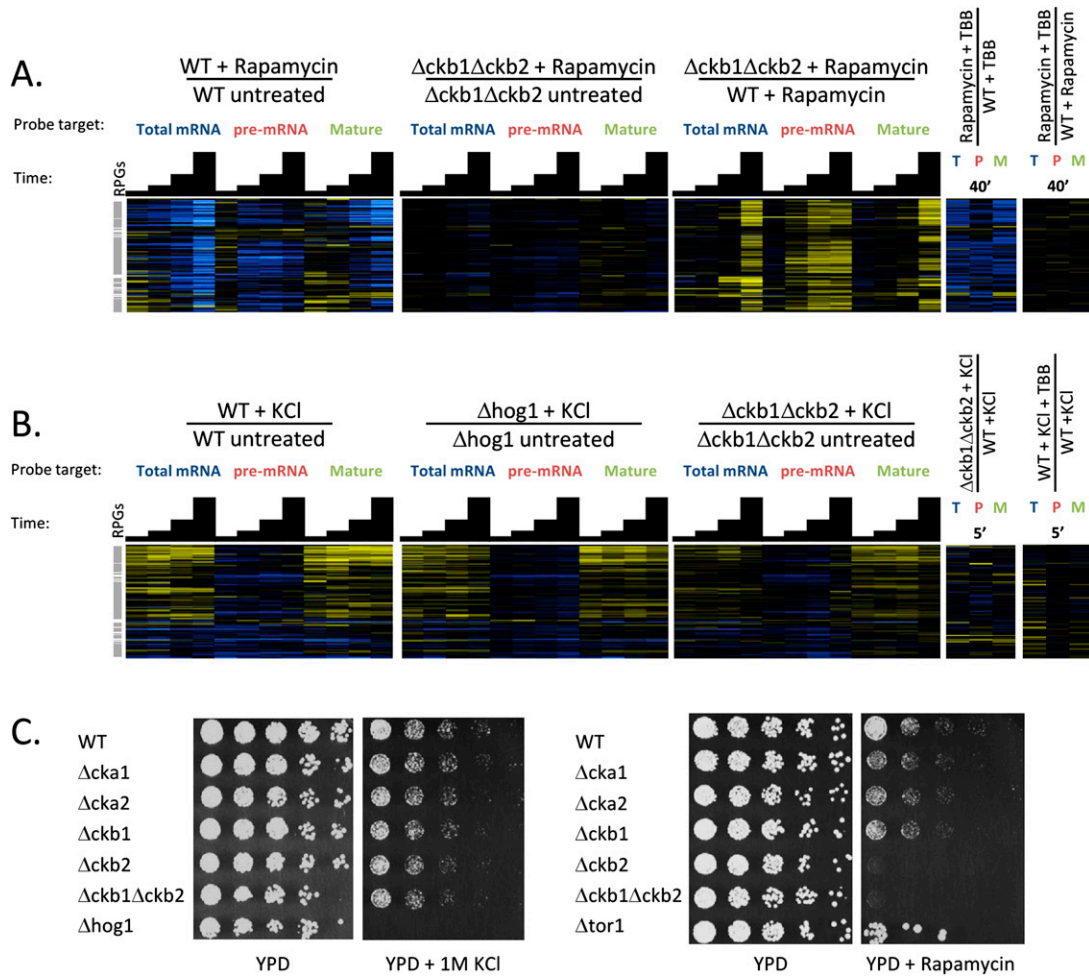 A.
WT + Rapamycin
WT untreated
Δckb1Δckb2 + Rapamycin
Δckb1Δckb2 untreated
Δckb1Δckb2 + Rapamycin
WT + Rapamycin
Rapamycin + TBB
WT + TBB
Rapamycin + TBB
WT + Rapamycin
Probe target:
Total mRNA pre-mRNA Mature
Total mRNA pre-mRNA Mature
Total mRNA pre-mRNA Mature
T P M
T P M
Time:
RPGs
40'
40'
B.
WT + KCl
WT untreated
Δhog1 + KCl
Δhog1 untreated
Δckb1Δckb2 + KCl
Δckb1Δckb2 untreated
Δckb1Δckb2 + KCl
WT +KCl
WT + KCl + TBB
WT +KCl
Probe target:
Total mRNA pre-mRNA Mature
Total mRNA pre-mRNA Mature
Total mRNA pre-mRNA Mature
T P M
T P M
Time:
RPGs
5'
5'
C.
WT
Δcka1
Δcka2
Δckb1
Δckb2
Δckb1Δckb2
Δhog1
YPD
YPD + 1M KCl
WT
Δcka1
Δcka2
Δckb1
Δckb2
Δckb1Δckb2
Δtor1
YPD
YPD + Rapamycin